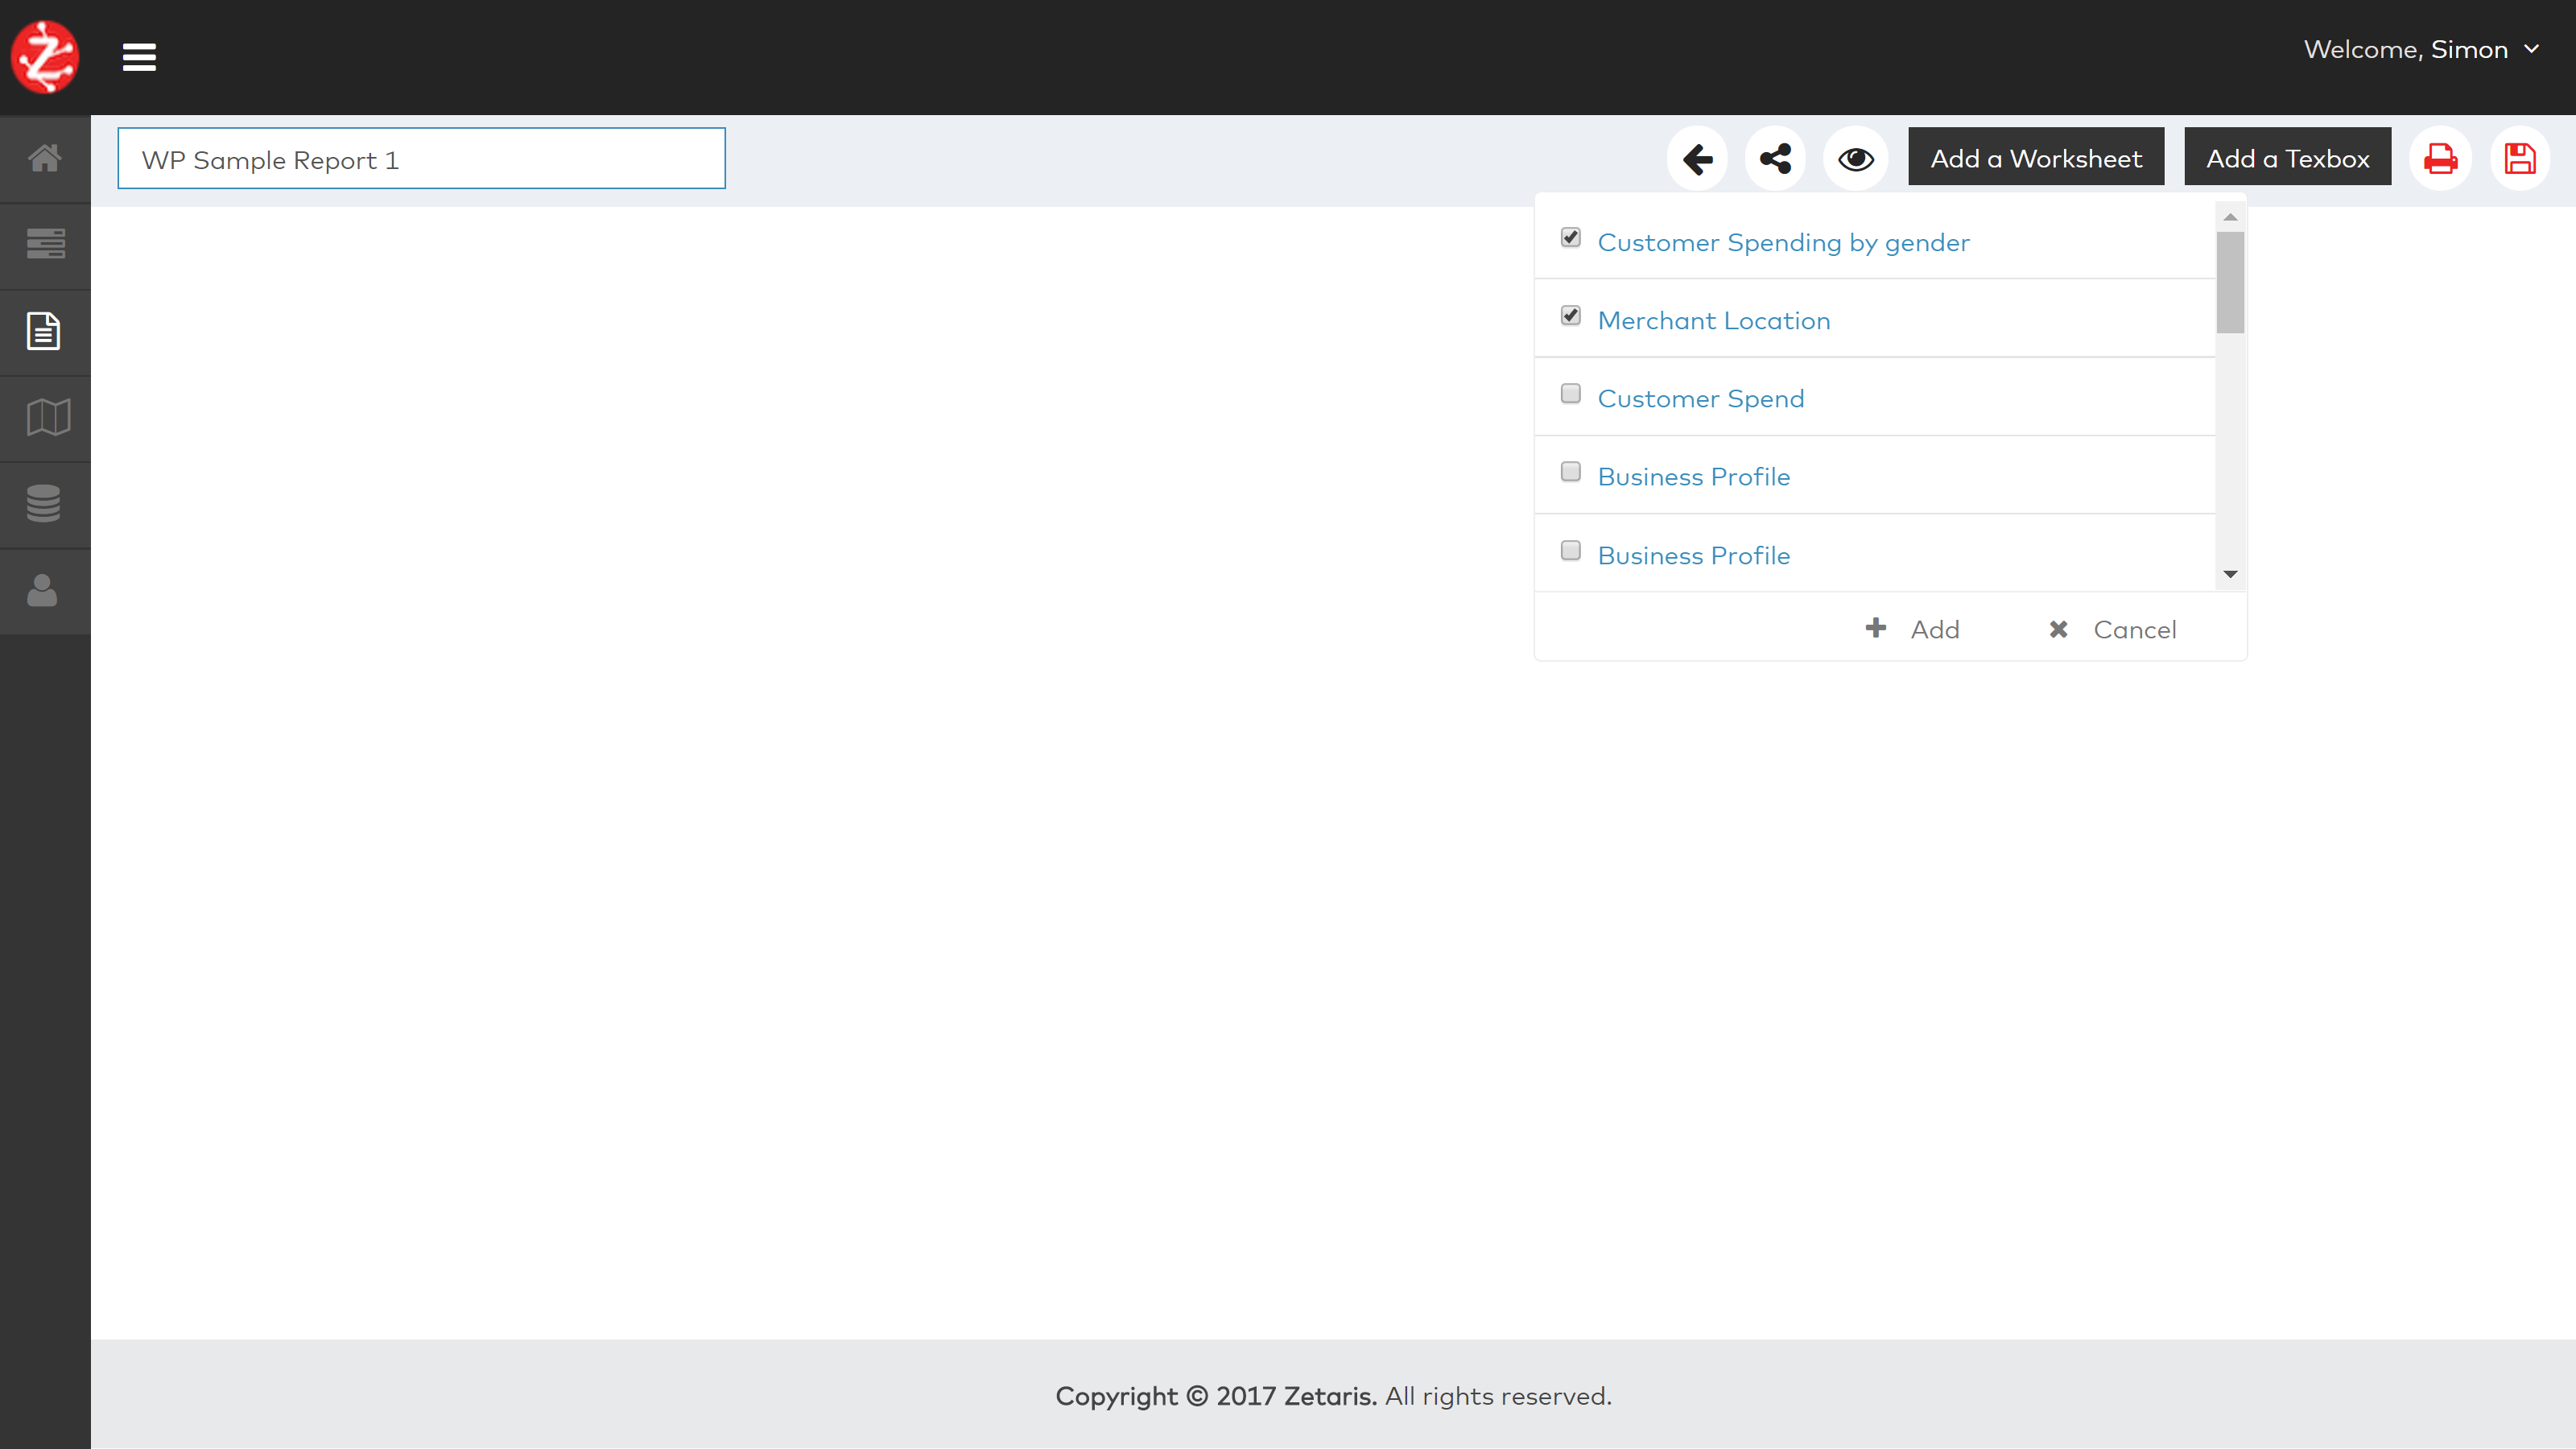 Welcome, Simon
WP Sample Report 1
Add a Worksheet
Add a Texbox
Customer Spending by gender
Merchant Location
Customer Spend
Business Profile
Business Profile
Add
Cancel
Copyright © 2017 Zetaris. All rights reserved.